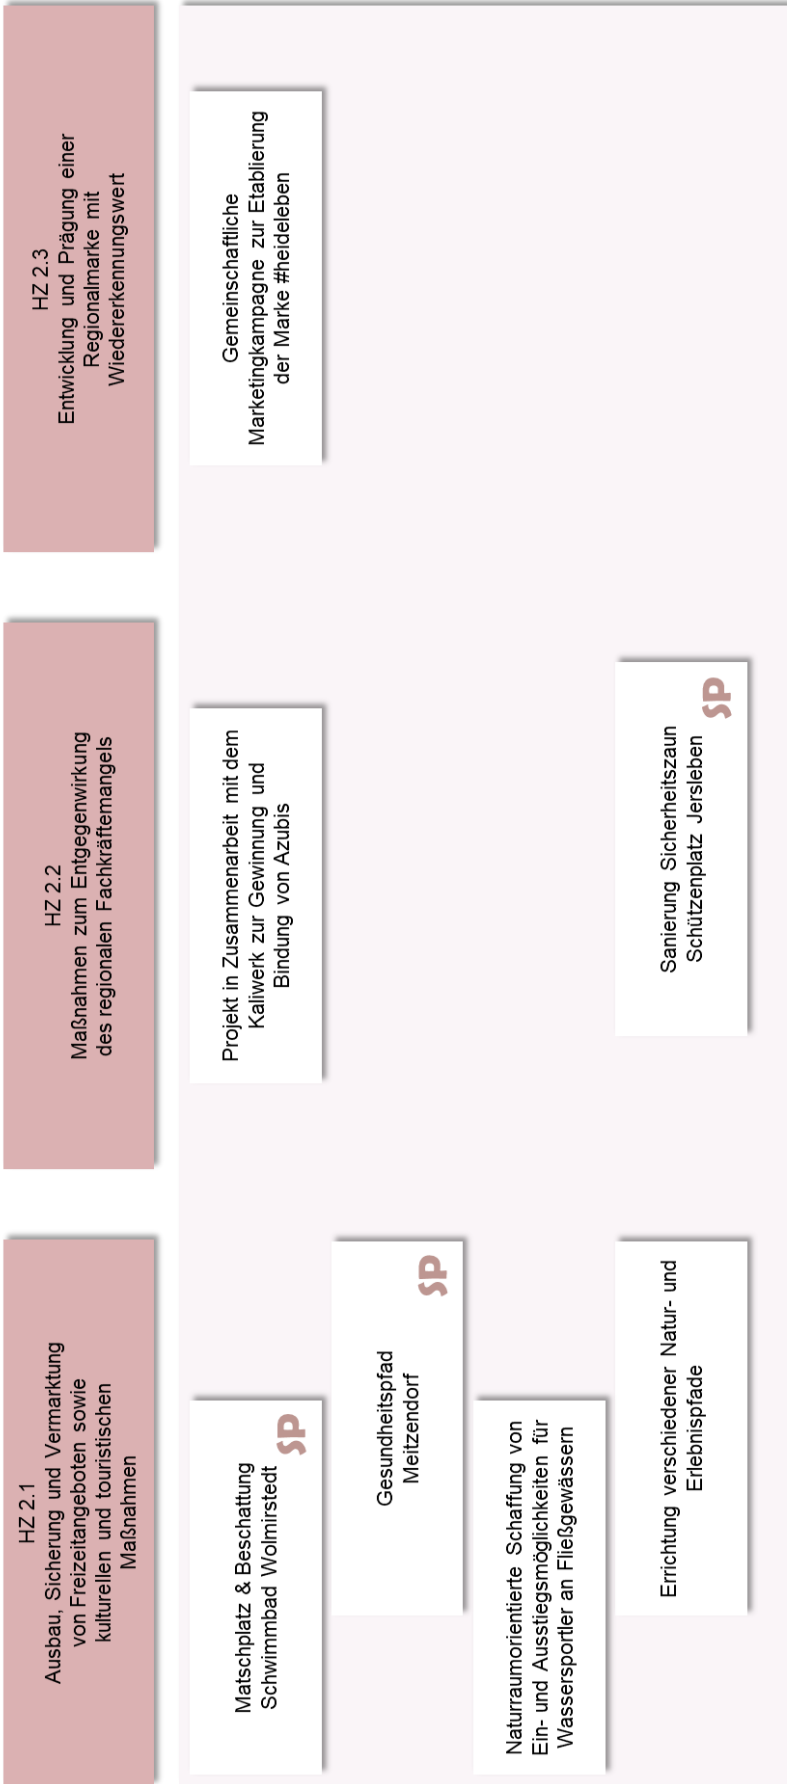 HZ 2.1
Ausbau, Sicherung und Vermarktung
von Freizeitangeboten sowie
kulturellen und touristischen
Maßnahmen
HZ 2.2
Maßnahmen zum Entgegenwirkung
des regionalen Fachkräftemangels
HZ 2.3
Entwicklung und Prägung einer
Regionalmarke mit
Wiedererkennungswert
Matschplatz & Beschattung
Schwimmbad Wolmirstedt
SP
Projekt in Zusammenarbeit mit dem
Kaliwerk zur Gewinnung und
Bindung von Azubis
Gemeinschaftliche
Marketingkampagne zur Etablierung
der Marke #heideleben
Gesundheitspfad
Meitzendorf
SP
Naturraumorientierte Schaffung von
Ein- und Ausstiegsmöglichkeiten für
Wassersportler an Fließgewässern
Errichtung verschiedener Natur- und
Erlebnispfade
Sanierung Sicherheitszaun
Schützenplatz Jersleben
SP